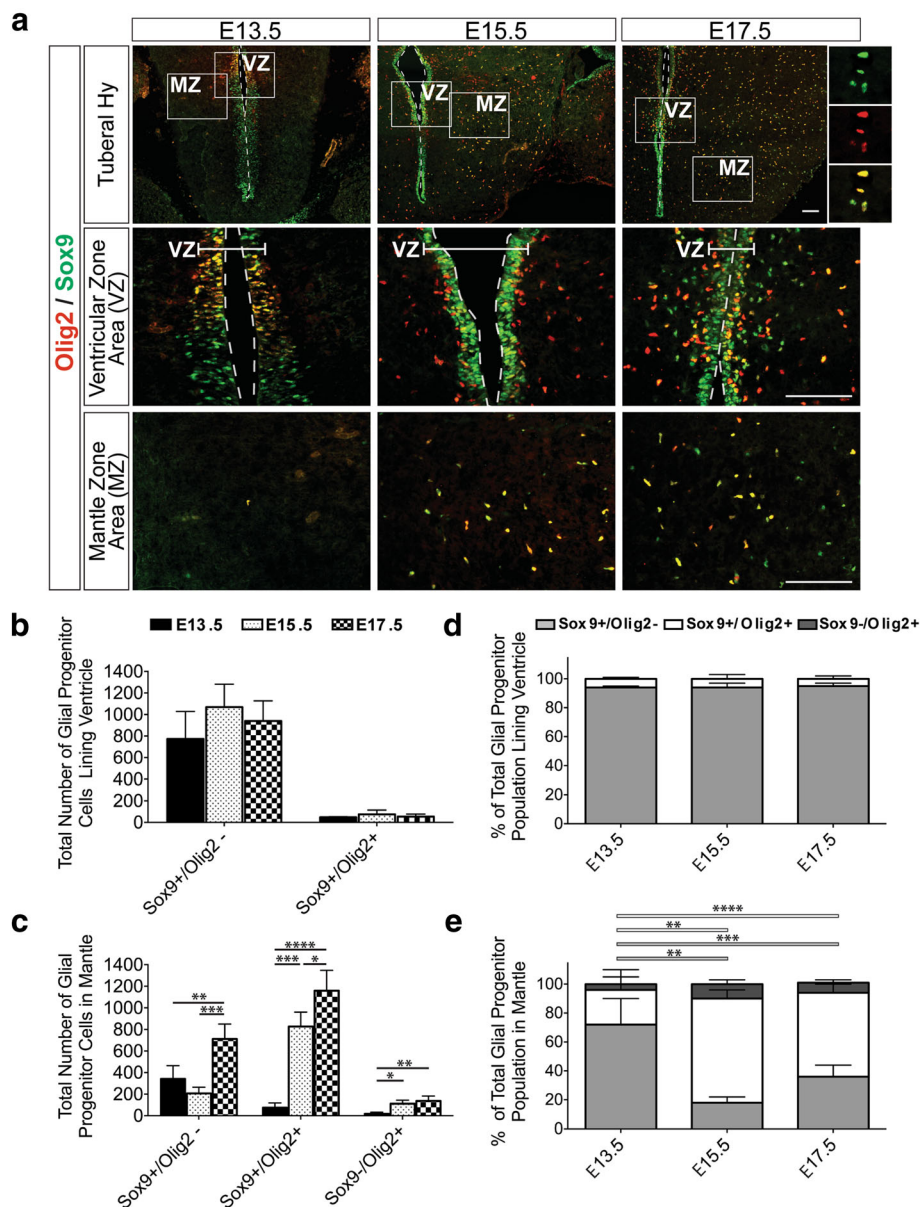 a
E13.5
E15.5
E17.5
Olig2 / Sox9
Tuberal Hy
MZ
VZ
VZ
MZ
VZ
MZ
Ventricular Zone
Area (VZ)
VZ
VZ
VZ
Mantle Zone
Area (MZ)
b
E13.5
E15.5
E17.5
Total Number of Glial Progenitor
Cells Lining Ventricle
1400
1200
1000
800
600
400
200
0
Sox9+/Olig2-
Sox9+/Olig2+
d
Sox9+/Olig2-
Sox9+/Olig2+
Sox9-/Olig2+
% of Total Glial Progenitor
Population Lining Ventricle
100
80
60
40
20
0
E13.5
E15.5
E17.5
c
Total Number of Glial
Progenitor Cells in Mantle
1400
1200
1000
800
600
400
200
0
**
***
****
***
*
**
*
Sox9+/Olig2-
Sox9+/Olig2+
Sox9-/Olig2+
e
****
**
***
**
% of Total Glial Progenitor
Population in Mantle
100
80
60
40
20
0
E13.5
E15.5
E17.5